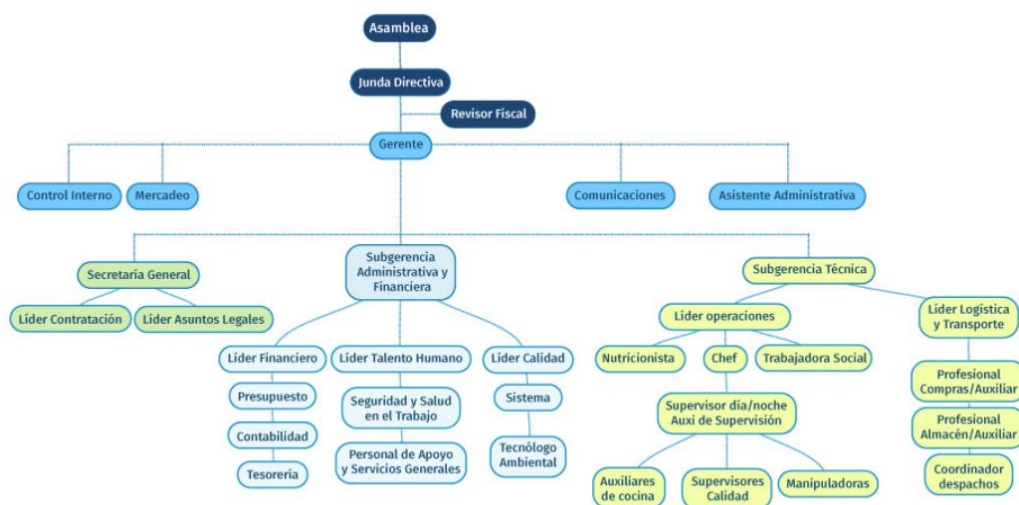 Asamblea
Junda Directiva
Revisor Fiscal
Gerente
Control Interno
Mercadeo
Comunicaciones
Asistente Administrativa
Secretaría General
Subgerencia
Administrativa y
Financiera
Subgerencia Técnica
Líder Contratación
Líder Asuntos Legales
Líder Financiero
Presupuesto
Contabilidad
Tesorería
Líder Talento Humano
Seguridad y Salud
en el Trabajo
Personal de Apoyo
y Servicios Generales
Líder Calidad
Sistema
Tecnólogo
Ambiental
Líder operaciones
Nutricionista
Chef
Trabajadora Social
Supervisor día/noche
Auxi de Supervisión
Auxiliares
de cocina
Supervisores
Calidad
Manipuladoras
Líder Logística
y Transporte
Profesional
Compras/Auxiliar
Profesional
Almacén/Auxiliar
Coordinador
despachos